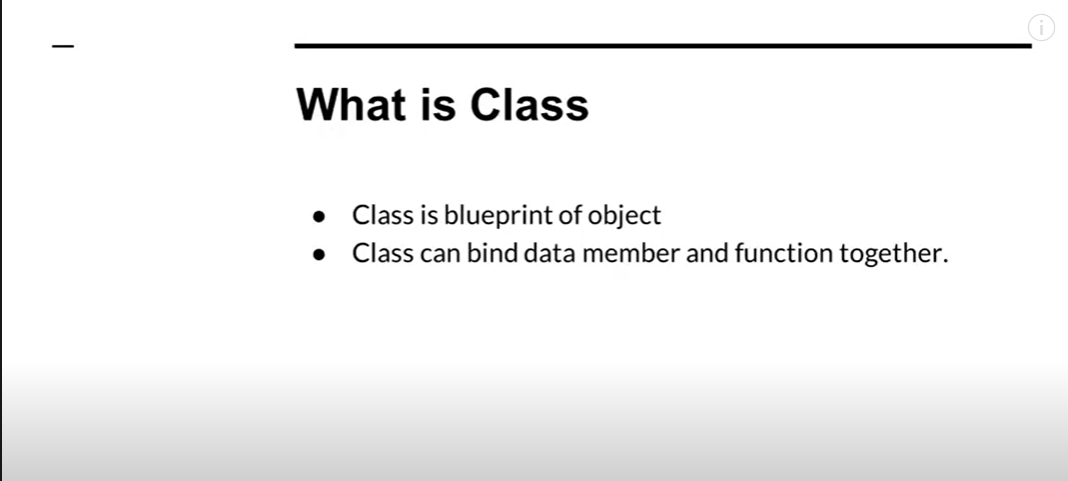 What is Class
● Class is blueprint of object
● Class can bind data member and function together.